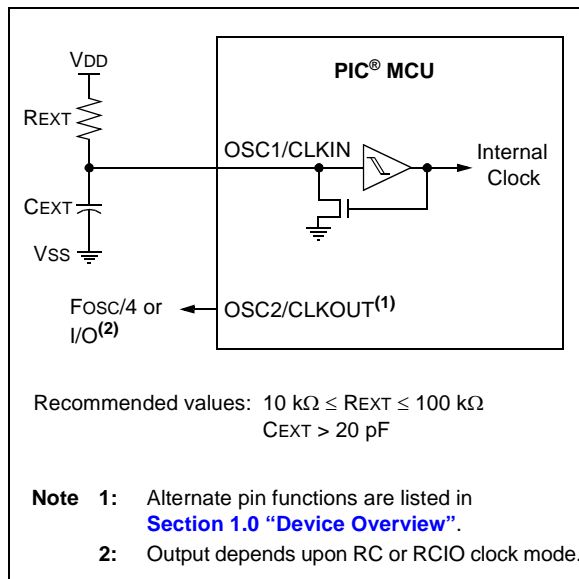 VDD
PIC® MCU
REXT
OSC1/CLKIN
Internal
Clock
CEXT
VSS
FOSC/4 or
I/O(2)
OSC2/CLKOUT(1)
Recommended values: 10 kΩ ≤ REXT ≤ 100 kΩ
CEXT > 20 pF
Note 1: Alternate pin functions are listed in
Section 1.0 “Device Overview”.
2: Output depends upon RC or RCIO clock mode.